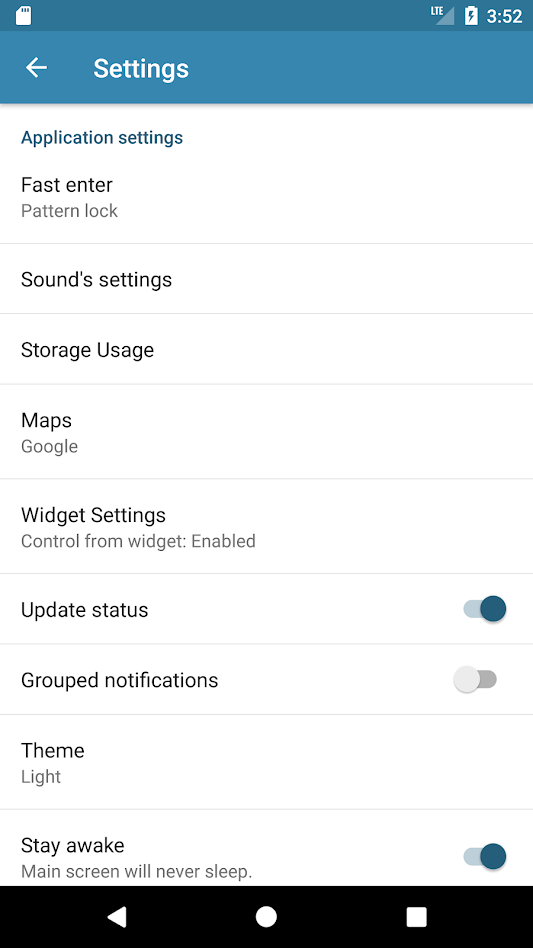 LTE 3:52
Settings
Application settings
Fast enter
Pattern lock
Sound's settings
Storage Usage
Maps
Google
Widget Settings
Control from widget: Enabled
Update status
Grouped notifications
Theme
Light
Stay awake
Main screen will never sleep.